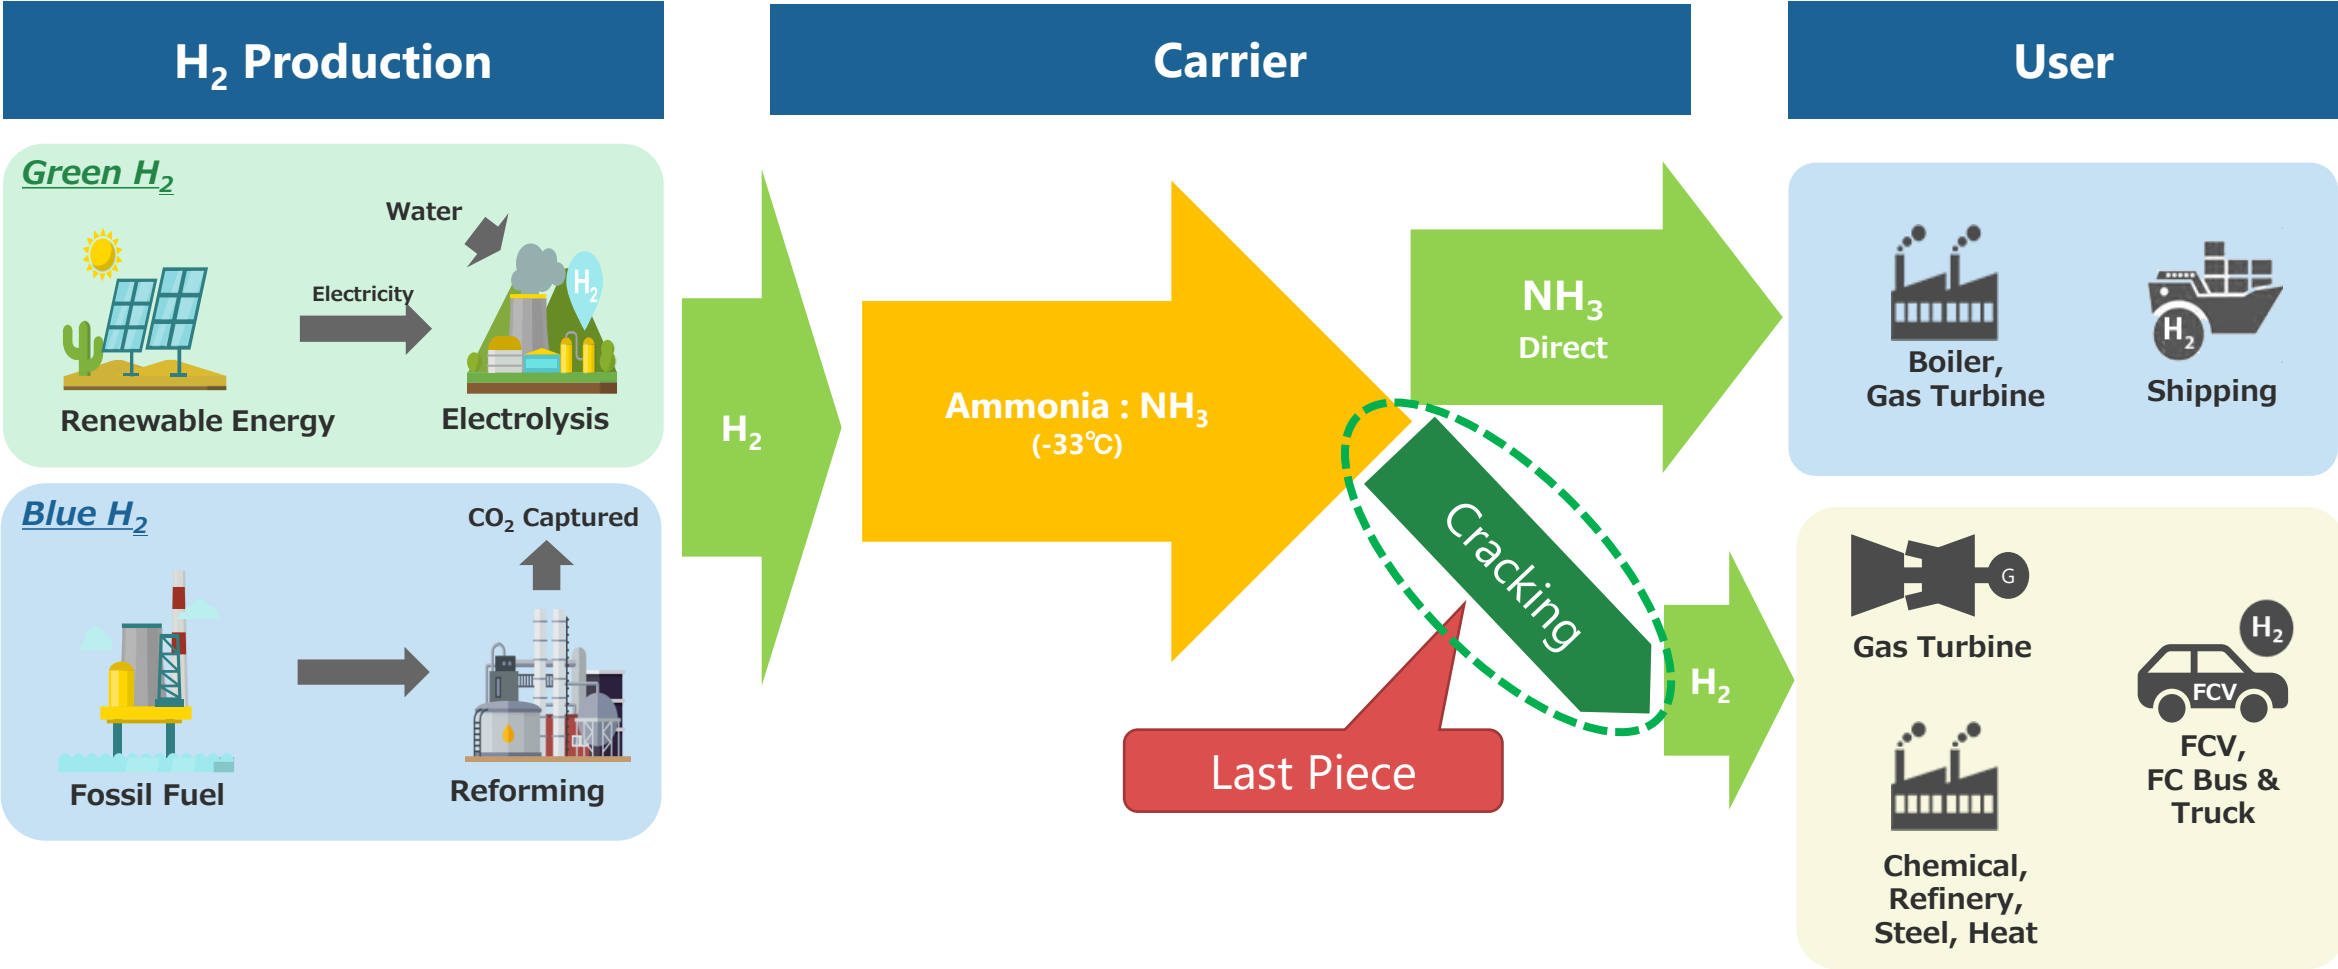 H₂ Production
Carrier
User
Green H₂
Water
Electricity
H₂
Renewable Energy
Electrolysis
Blue H₂
CO₂ Captured
Fossil Fuel
Reforming
H₂
Ammonia : NH₃
(-33℃)
NH₃
Direct
Cracking
Last Piece
H₂
Boiler,
Gas Turbine
H₂
Shipping
G
Gas Turbine
H₂
FCV
FCV,
FC Bus &
Truck
Chemical,
Refinery,
Steel, Heat